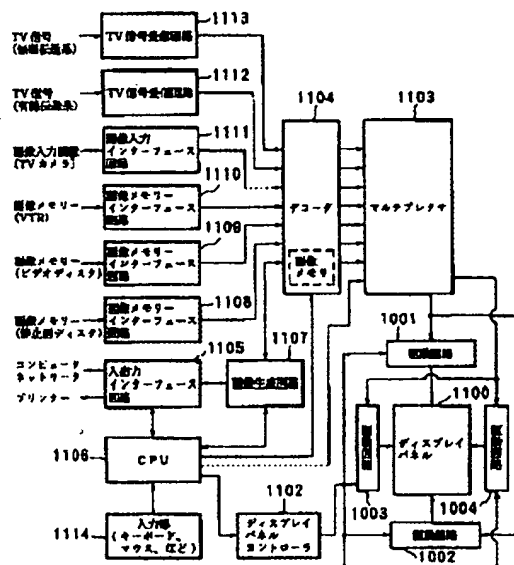 1113
TV信号
(無線伝送系)
TV信号受信回路
1112
TV信号
(有線伝送系)
TV信号受信回路
1104
1103
1111
画像入力装置
(TVカメラ)
画像入力
インターフェース
回路
1110
画像メモリー
(VTR)
画像メモリー
インターフェース
回路
デコーダ
マルチプレクサ
1109
画像メモリー
(ビデオディスク)
画像メモリー
インターフェース
回路
画像
メモリ
1108
画像メモリー
(静止画ディスク)
画像メモリー
インターフェース
回路
1001
1105
1107
コンピュータ
ネットワーク
プリンター
入出力
インターフェース
回路
画像生成回路
1100
ディスプレイ
パネル
1106
CPU
1102
1003
1004
1114
入力部
(キーボード、
マウス、など)
ディスプレイ
パネル
コントローラ
1002